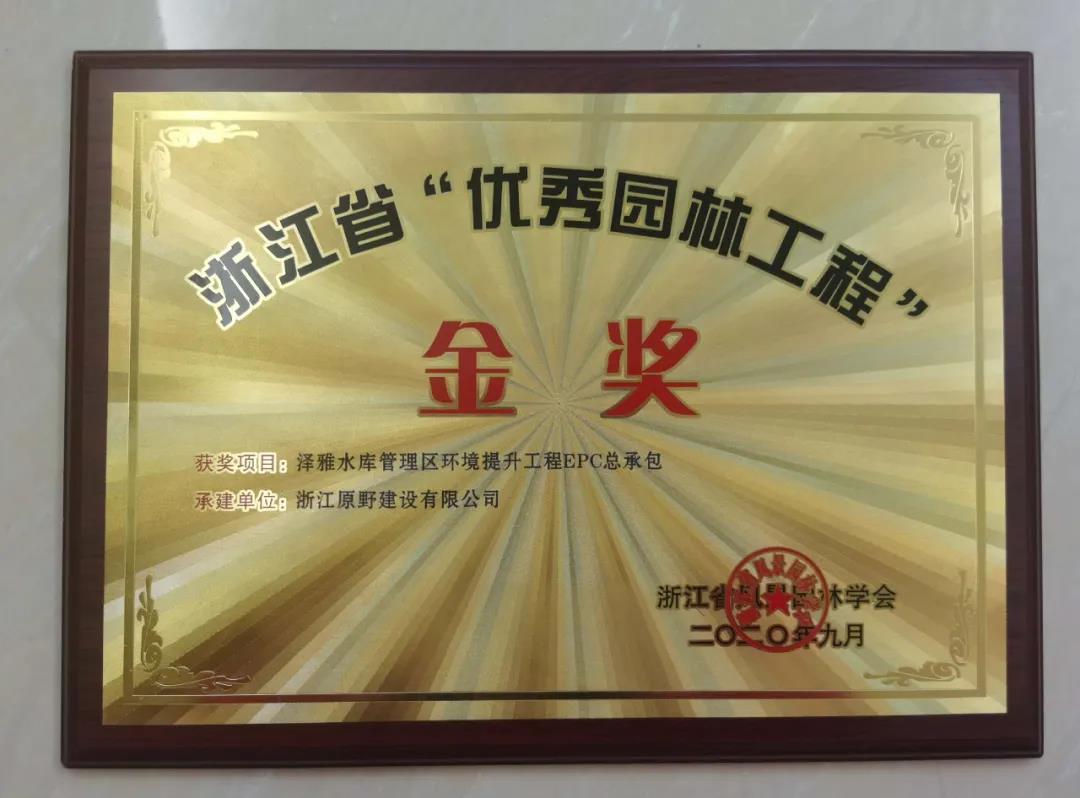 浙江省“优秀园林工程”
金奖
获奖项目：泽雅水库管理区环境提升工程EPC总承包
承建单位：浙江原野建设有限公司
浙江省风景园林学会
二〇二〇年九月